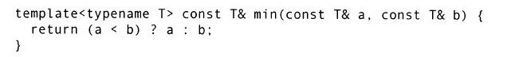 template<typename T> const T& min(const T& a, const T& b) {
return (a < b) ? a : b;
}